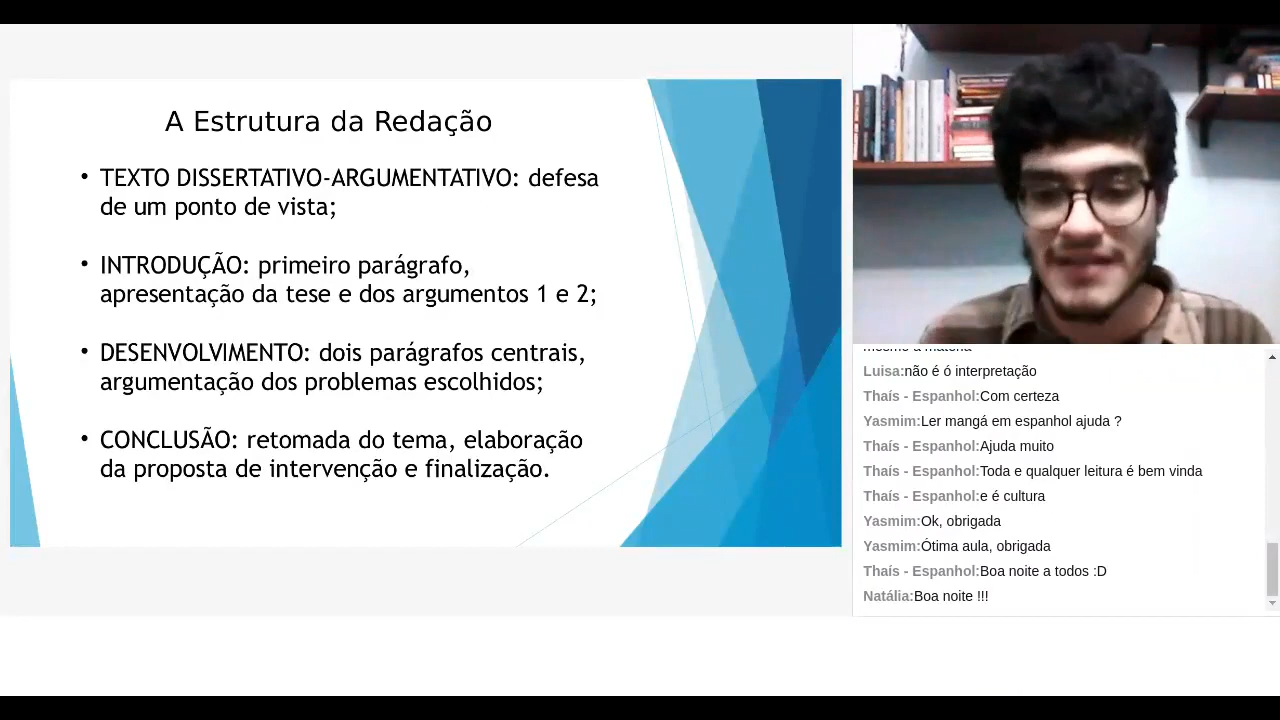 A Estrutura da Redação
• TEXTO DISSERTATIVO-ARGUMENTATIVO: defesa
de um ponto de vista;
• INTRODUÇÃO: primeiro parágrafo,
apresentação da tese e dos argumentos 1 e 2;
• DESENVOLVIMENTO: dois parágrafos centrais,
argumentação dos problemas escolhidos;
• CONCLUSÃO: retomada do tema, elaboração
da proposta de intervenção e finalização.
Luisa:não é ó interpretação
Thaís - Espanhol:Com certeza
Yasmim:Ler mangá em espanhol ajuda ?
Thaís - Espanhol:Ajuda muito
Thaís - Espanhol:Toda e qualquer leitura é bem vinda
Thaís - Espanhol:e é cultura
Yasmim:Ok, obrigada
Yasmim:Ótima aula, obrigada
Thaís - Espanhol:Boa noite a todos :D
Natália:Boa noite !!!